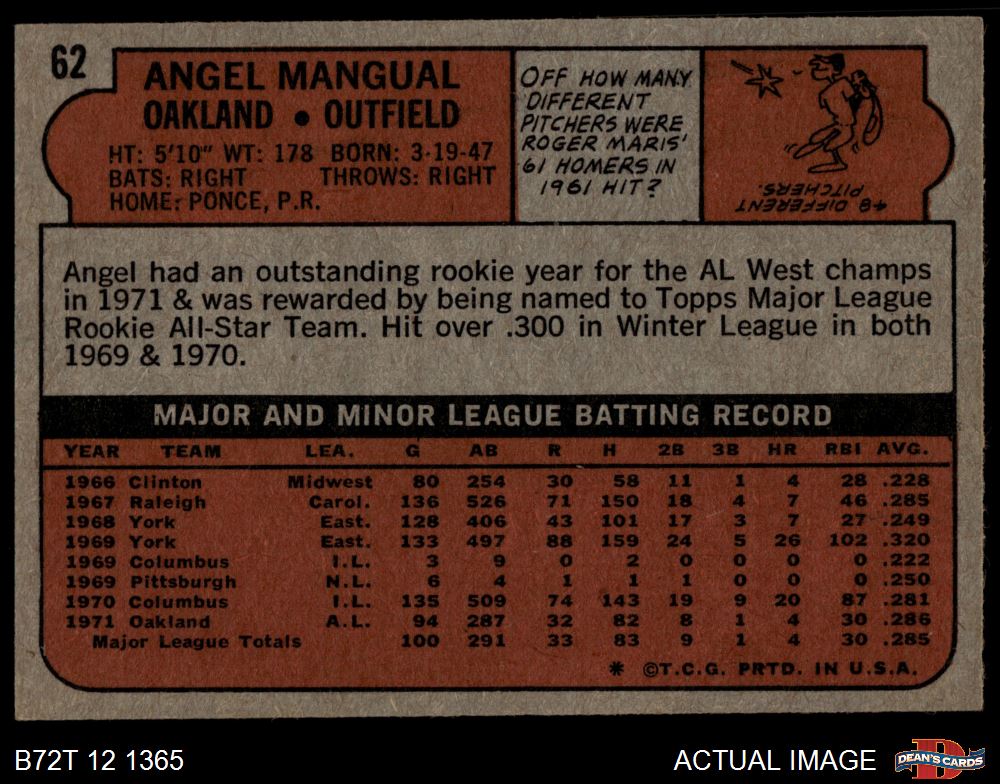 62
ANGEL MANGUAL
OAKLAND • OUTFIELD
HT: 5'10" WT: 178 BORN: 3-19-47
BATS: RIGHT THROWS: RIGHT
HOME: PONCE, P.R.
OFF HOW MANY
DIFFERENT
PITCHERS WERE
ROGER MARIS'
61 HOMERS IN
1961 HIT?
48 DIFFERENT
PITCHERS.
Angel had an outstanding rookie year for the AL West champs
in 1971 & was rewarded by being named to Topps Major League
Rookie All-Star Team. Hit over .300 in Winter League in both
1969 & 1970.
MAJOR AND MINOR LEAGUE BATTING RECORD
YEAR TEAM LEA. G AB R H 2B 3B HR RBI AVG.
1966 Clinton Midwest 80 254 30 58 11 1 4 28 .228
1967 Raleigh Carol. 136 526 71 150 18 4 7 46 .285
1968 York East. 128 406 43 101 17 3 7 27 .249
1969 York East. 133 497 88 159 24 5 26 102 .320
1969 Columbus I.L. 3 9 0 2 0 0 0 0 .222
1969 Pittsburgh N.L. 6 4 1 1 1 0 0 0 .250
1970 Columbus I.L. 135 509 74 143 19 9 20 87 .281
1971 Oakland A.L. 94 287 32 82 8 1 4 30 .286
Major League Totals 100 291 33 83 9 1 4 30 .285
* ©T.C.G. PRTD. IN U.S.A.
B72T 12 1365
ACTUAL IMAGE
DEAN'S CARDS